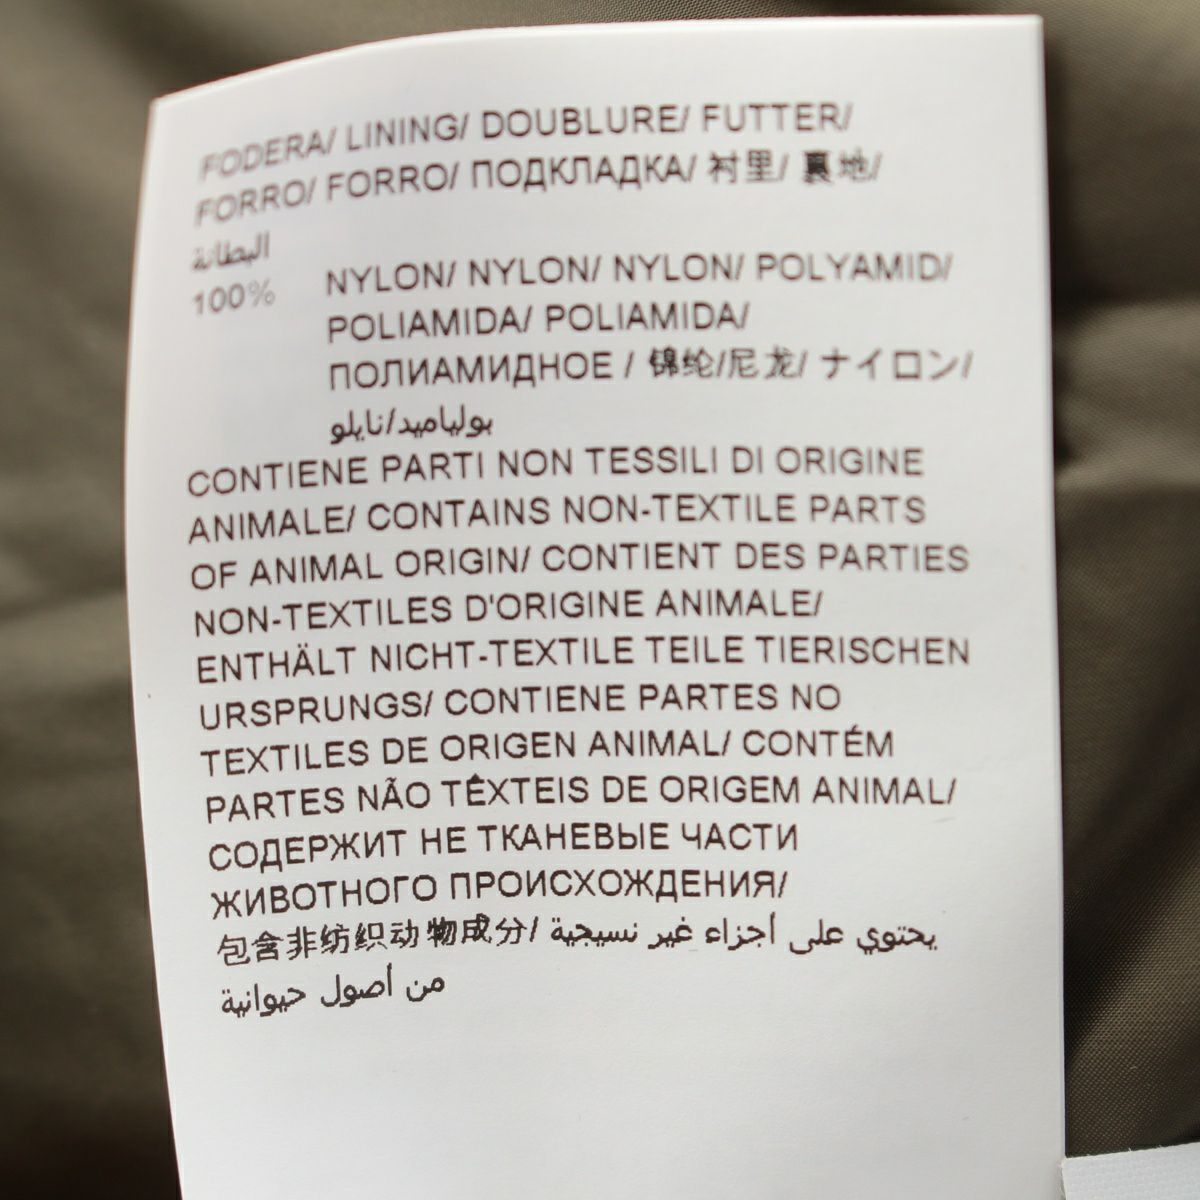 FODERA/ LINING/ DOUBLURE/ FUTTER/
FORRO/ FORRO/ ПОДКЛАДКА/ 衬里/ 裏地/
البطانة
100%
NYLON/ NYLON/ NYLON/ POLYAMID/
POLIAMIDA/ POLIAMIDA/
ПОЛИАМИДНОЕ / 锦纶/尼龙/ ナイロン/
بولياميد/نايلو
CONTIENE PARTI NON TESSILI DI ORIGINE
ANIMALE/ CONTAINS NON-TEXTILE PARTS
OF ANIMAL ORIGIN/ CONTIENT DES PARTIES
NON-TEXTILES D'ORIGINE ANIMALE/
ENTHÄLT NICHT-TEXTILE TEILE TIERISCHEN
URSPRUNGS/ CONTIENE PARTES NO
TEXTILES DE ORIGEN ANIMAL/ CONTÉM
PARTES NÃO TÊXTEIS DE ORIGEM ANIMAL/
СОДЕРЖИТ НЕ ТКАНЕВЫЕ ЧАСТИ
ЖИВОТНОГО ПРОИСХОЖДЕНИЯ/
包含非纺织动物成分/ يحتوي على أجزاء غير نسيجية
من أصول حيوانية